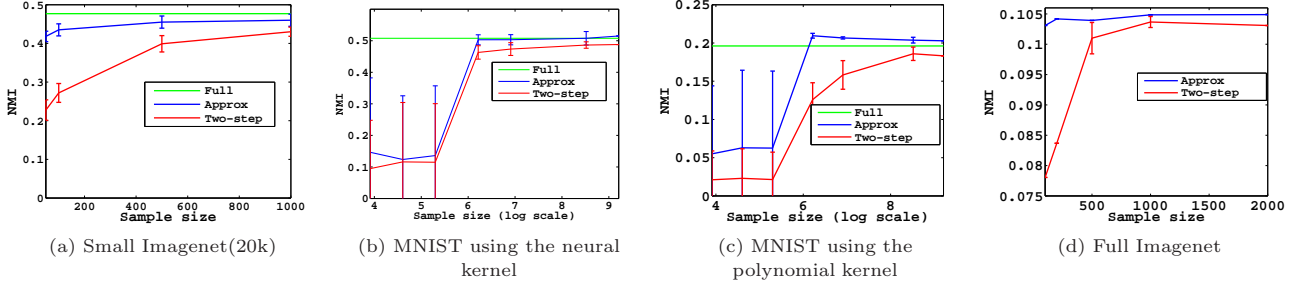 0.5
0.4
0.3
0.2
0.1
0
NMI
Full
Approx
Two-step
200 400 600 800 1000
Sample size
(a) Small Imagenet(20k)
0.6
0.5
0.4
0.3
0.2
0.1
0
NMI
Full
Approx
Two-step
4 5 6 7 8 9
Sample size (log scale)
(b) MNIST using the neural
kernel
0.25
0.2
0.15
0.1
0.05
0
NMI
Full
Approx
Two-step
4 6 8
Sample size (log scale)
(c) MNIST using the
polynomial kernel
0.105
0.1
0.095
0.09
0.085
0.08
0.075
NMI
Approx
Two-step
500 1000 1500 2000
Sample size
(d) Full Imagenet